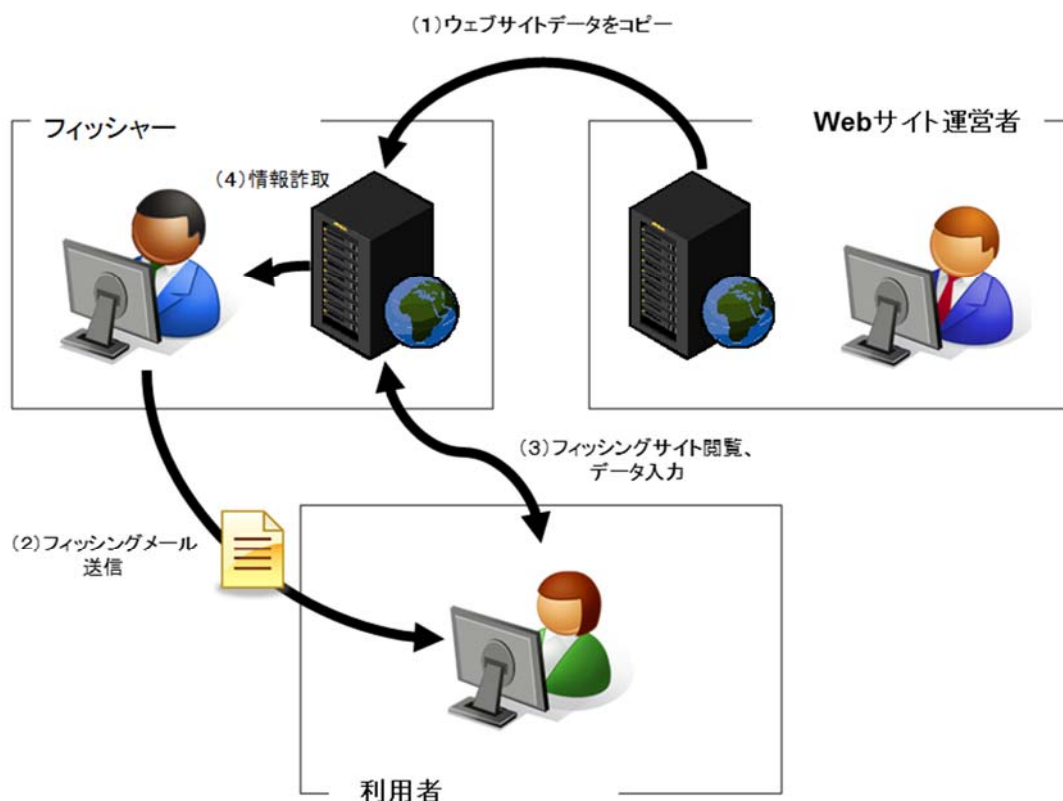 (1)ウェブサイトデータをコピー
フィッシャー
Webサイト運営者
(4)情報詐取
(3)フィッシングサイト閲覧、
データ入力
(2)フィッシングメール
送信
利用者